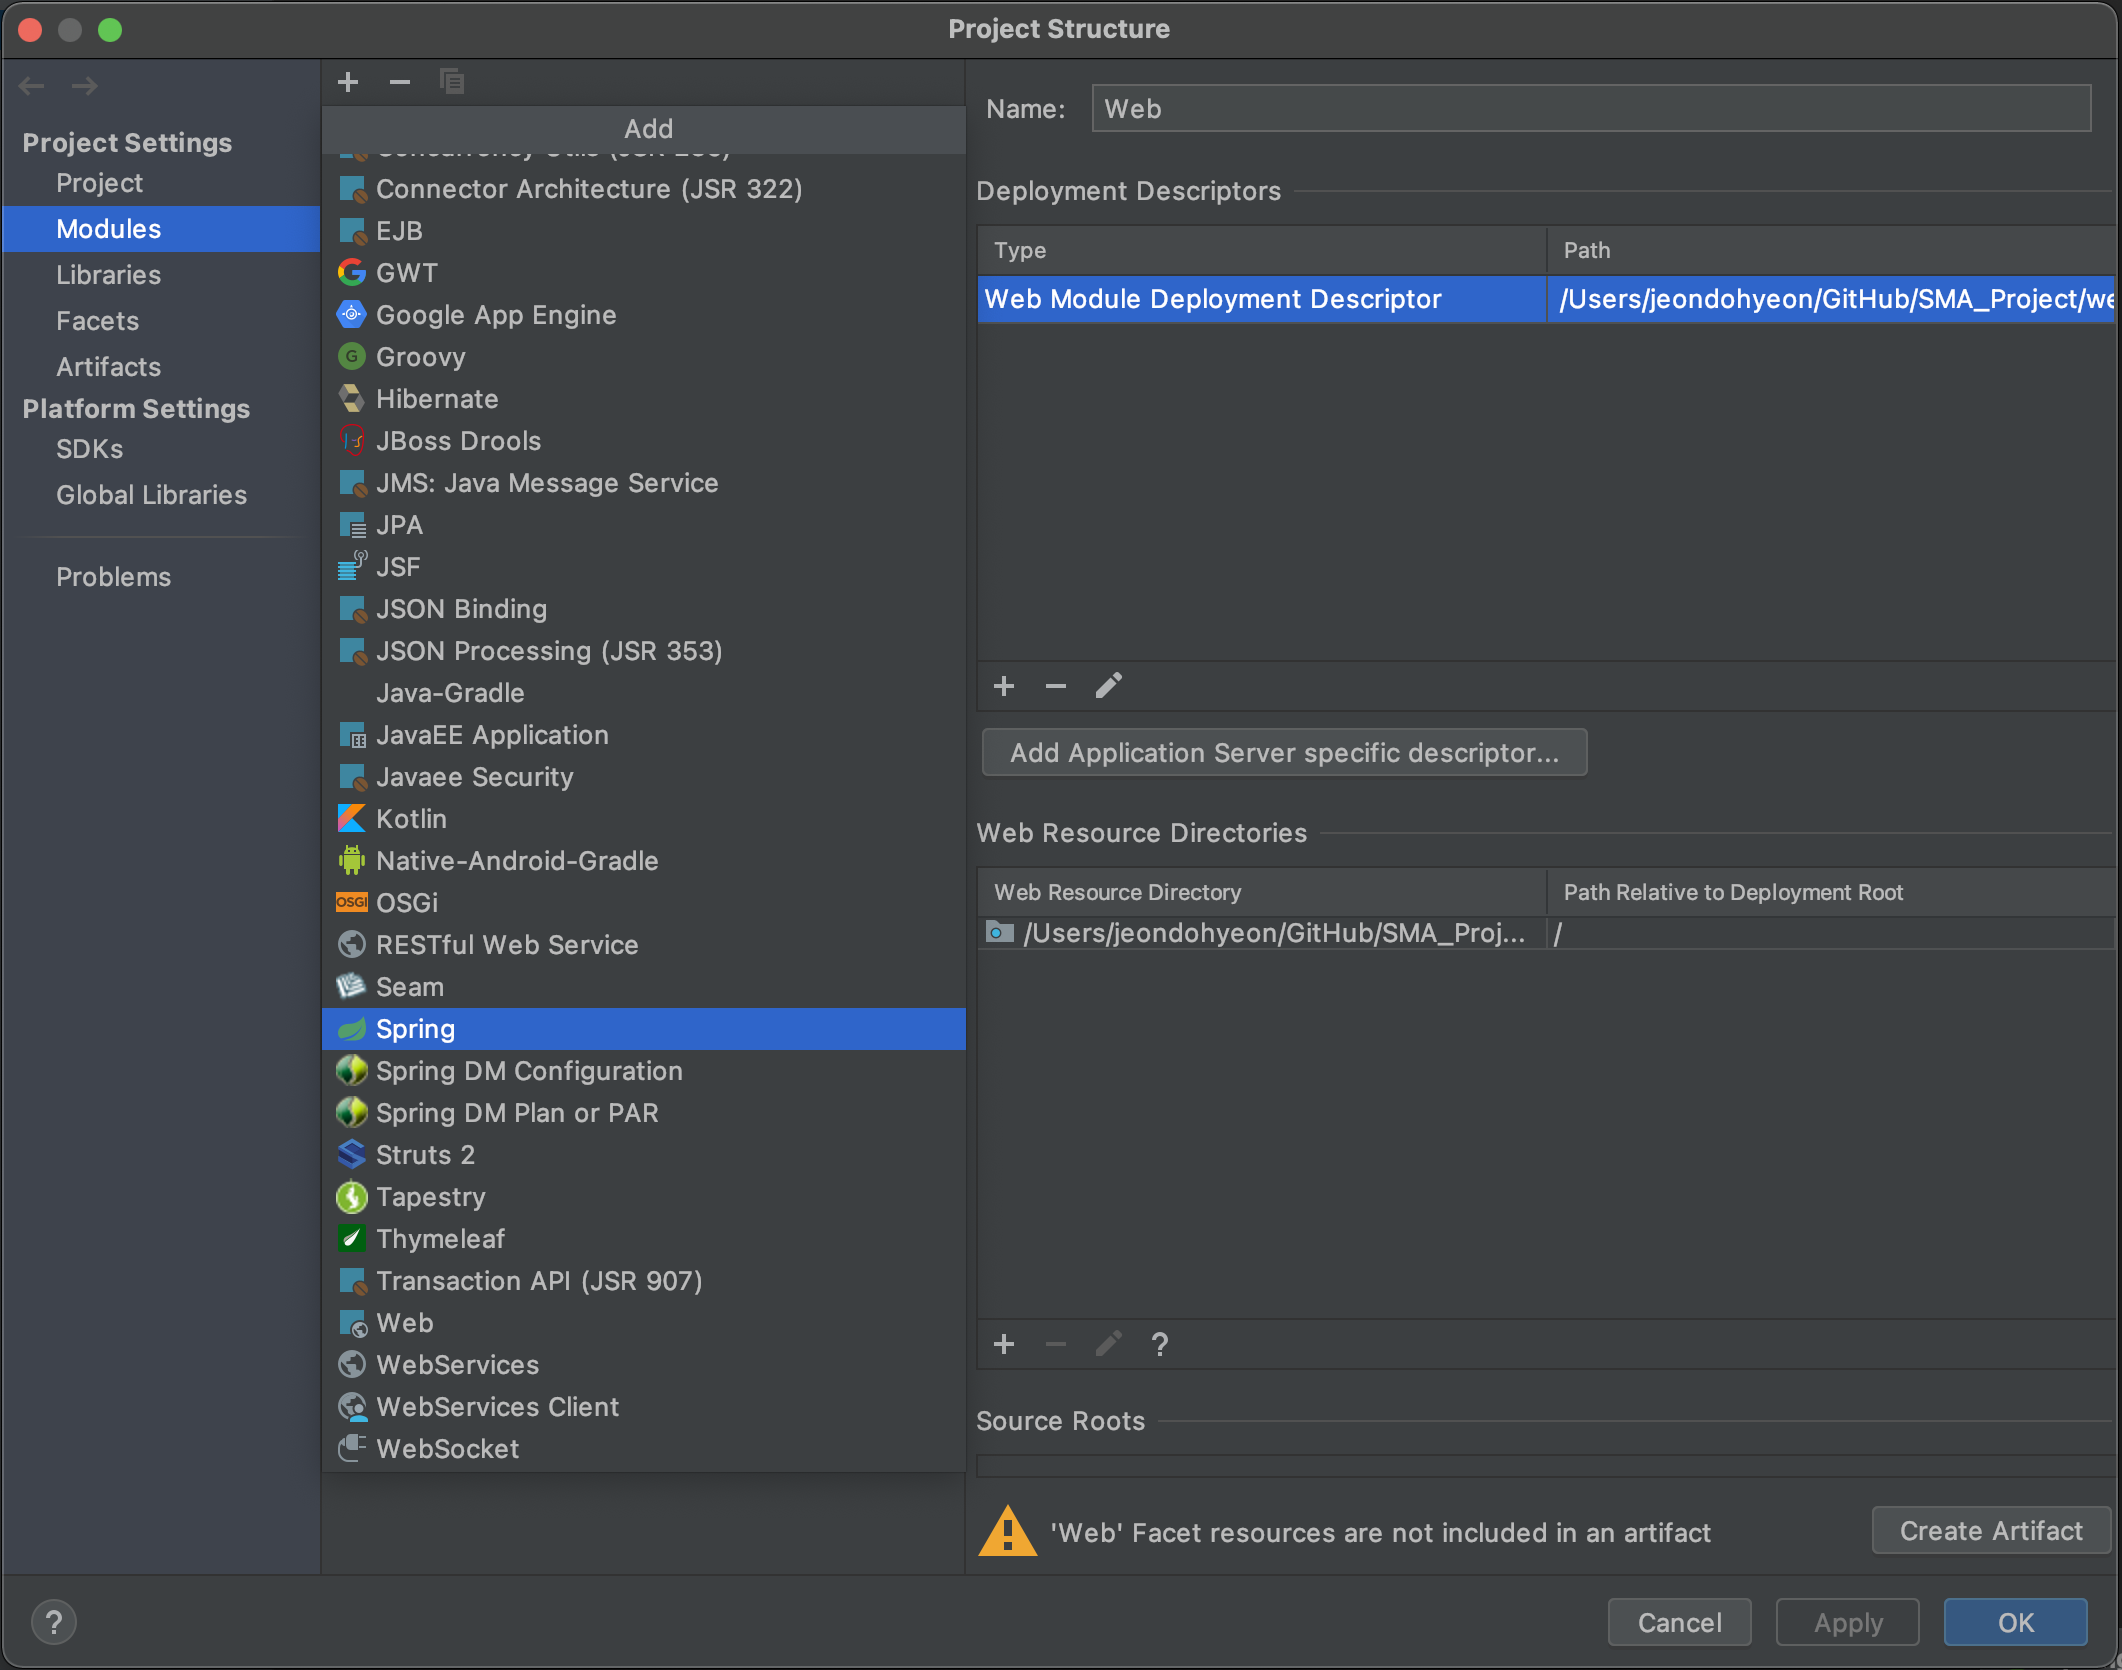 Project Structure
Project Settings
Project
Modules
Libraries
Facets
Artifacts
Platform Settings
SDKs
Global Libraries
Problems
Add
Connector Architecture (JSR 322)
EJB
GWT
Google App Engine
G Groovy
Hibernate
JBoss Drools
JMS: Java Message Service
JPA
JSF
JSON Binding
JSON Processing (JSR 353)
Java-Gradle
JavaEE Application
Javaee Security
Kotlin
Native-Android-Gradle
OSGi OSGi
RESTful Web Service
Seam
Spring
Spring DM Configuration
Spring DM Plan or PAR
Struts 2
Tapestry
Thymeleaf
Transaction API (JSR 907)
Web
WebServices
WebServices Client
WebSocket
Name: Web
Deployment Descriptors
Type Path
Web Module Deployment Descriptor /Users/jeondohyeon/GitHub/SMA_Project/we
Add Application Server specific descriptor...
Web Resource Directories
Web Resource Directory Path Relative to Deployment Root
/Users/jeondohyeon/GitHub/SMA_Proj... /
?
Source Roots
'Web' Facet resources are not included in an artifact Create Artifact
? Cancel Apply OK